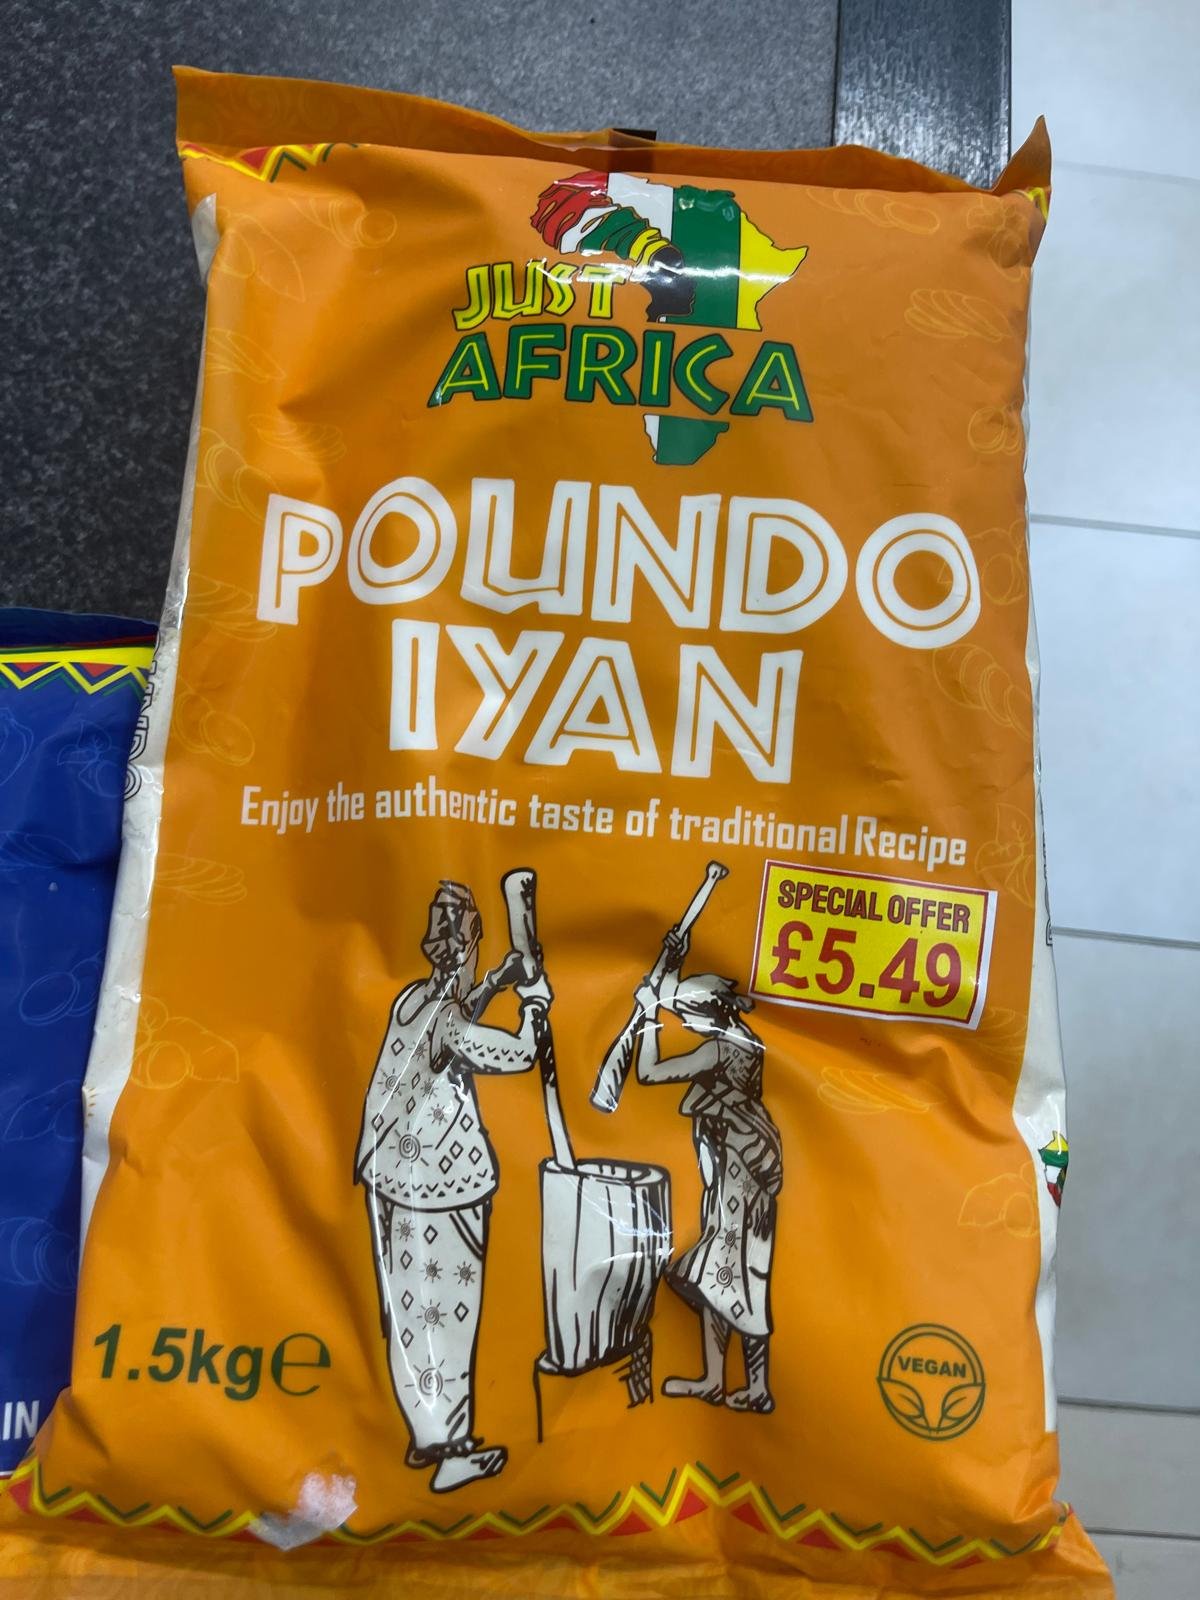 JUST
AFRICA
POUNDO
IYAN
Enjoy the authentic taste of traditional Recipe
SPECIAL OFFER
£5.49
1.5kg℮
VEGAN